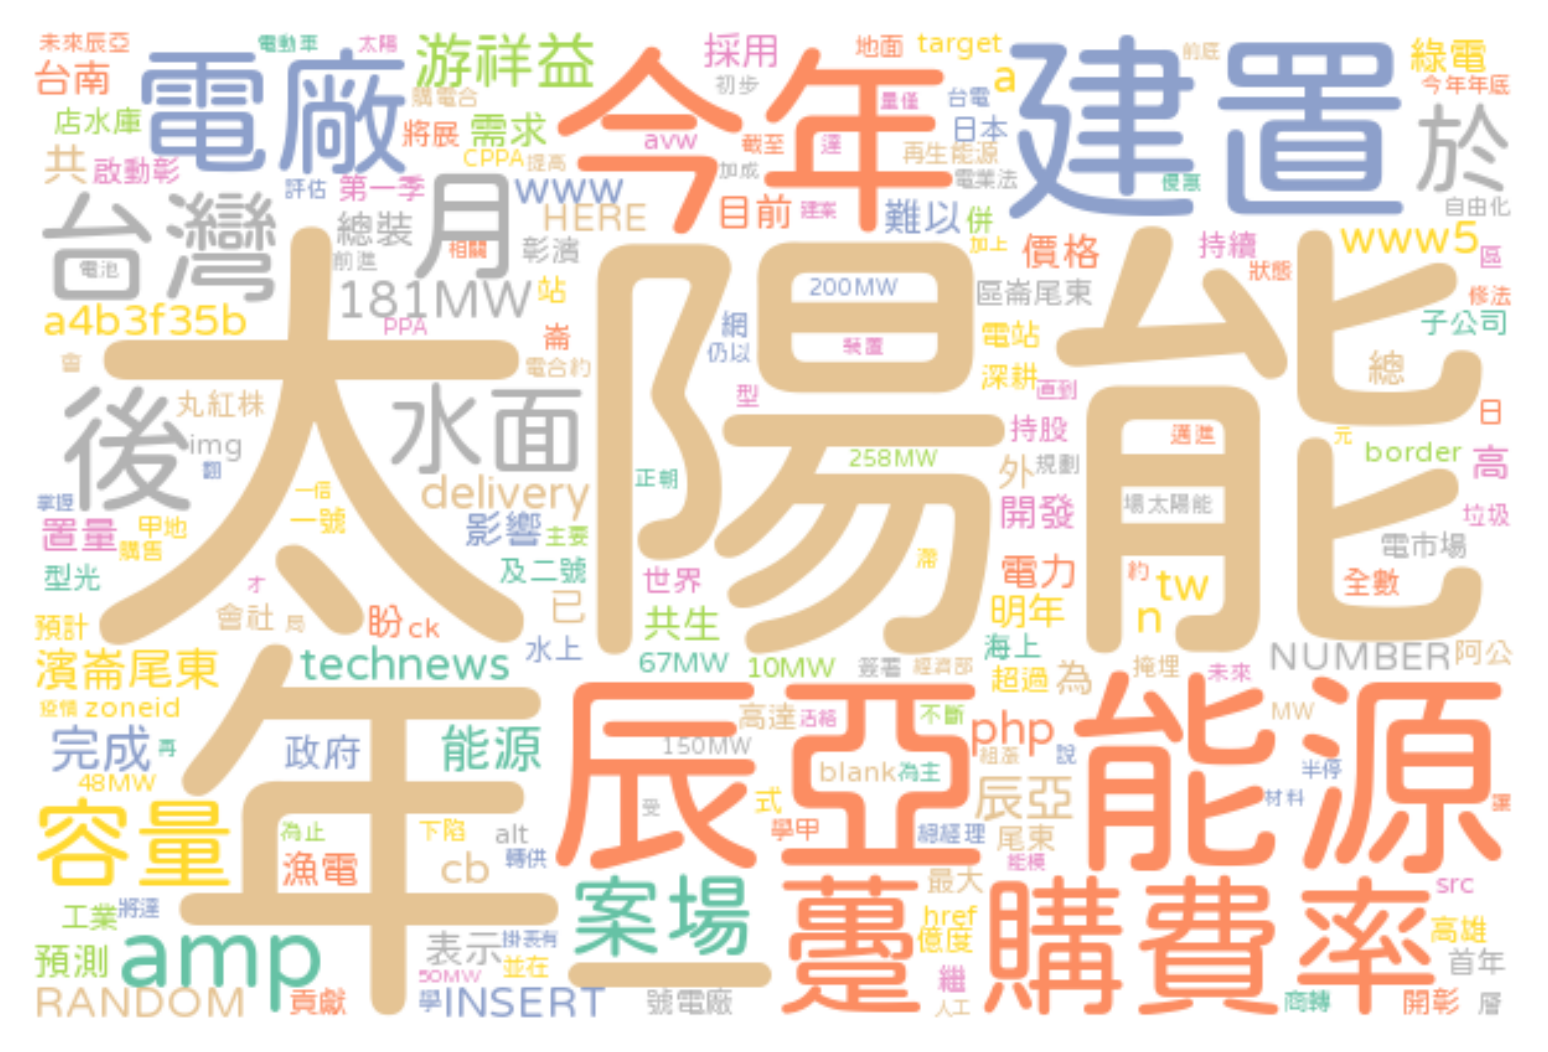 未來辰亞
電動車
太陽
游祥益
採用
地面
target
前底
綠電
台南
電廠
購電合
今年
初步
量僅
a
台電
建置
今年年底
店水庫
將展
需求
avw
截至
達
日本
於
共
啟動彰
CPPA
提高
加成
再生能源
電業法
優惠
評估
第一季
www
HERE
目前
建案
難以
併
自由化
台灣
總裝
月
相關
彰濱
加上
價格
持續
www5
區
電池
前進
181MW
站
200MW
區崙尾東
狀態
修法
a4b3f35b
PPA
崙
網
仍以
裝置
電站
子公司
會
太陽能
電合約
深耕
直到
總
後
丸紅株
水面
型
持股
邁進
日
元
img
翻
delivery
正朝
258MW
外
規劃
border
高
掌握
一信
一號
開發
場太陽能
垃圾
置量
甲地
購售
影響
主要
電市場
型光
及二號
世界
灣
電力
約
tw
全數
才
會社
局
盼
ck
已
共生
明年
n
預計
水上
67MW
10MW
簽署
經濟部
海上
NUMBER
阿公
濱崙尾東
technews
超過
為
掩埋
未來
疫情
zoneid
年
辰亞
高達
活絡
不斷
php
能源
MW
完成
再
政府
能源
150MW
組漲
說
半停
48MW
blank
為主
辰亞
材料
讓
容量
為止
下陷
alt
受
式
學甲
總經理
尾東
漁電
cb
轉供
能模
工業
將達
案場
躉購費率
最大
src
href
億度
高雄
預測
amp
表示
掛表有
50MW
並在
一
繼
首年
RANDOM
貢獻
學
INSERT
號電廠
人工
商轉
開彰
層